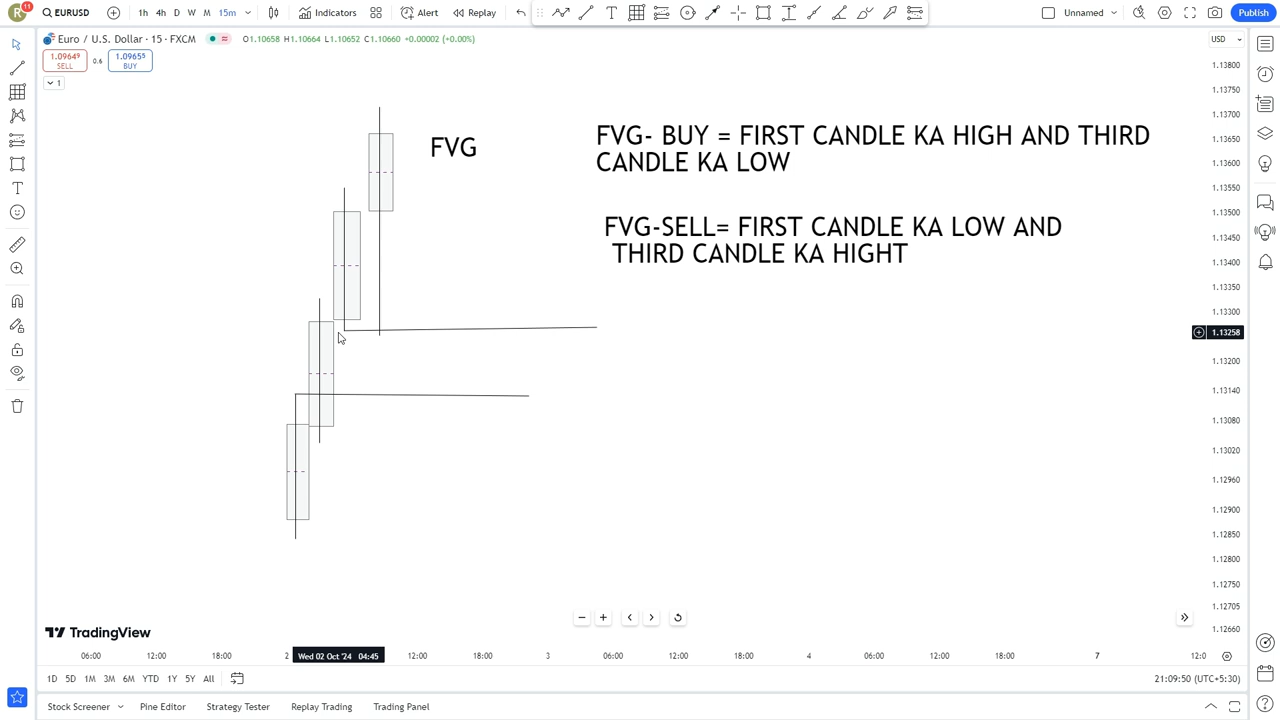 R 11 EURUSD 1h 4h D W M 15m Indicators Alert Replay Unnamed Publish
Euro / U.S. Dollar · 15 · FXCM O1.10658 H1.10664 L1.10652 C1.10660 +0.00002 (+0.00%) USD
1.09649 SELL 0.6 1.09655 BUY
1
FVG
FVG- BUY = FIRST CANDLE KA HIGH AND THIRD
CANDLE KA LOW
FVG-SELL= FIRST CANDLE KA LOW AND
THIRD CANDLE KA HIGHT
1.13800
1.13750
1.13700
1.13650
1.13600
1.13550
1.13500
1.13450
1.13400
1.13350
1.13300
1.13258
1.13200
1.13140
1.13080
1.13020
1.12960
1.12900
1.12850
1.12800
1.12750
1.12705
1.12660
TradingView
06:00 12:00 18:00 2 Wed 02 Oct '24 04:45 12:00 18:00 3 06:00 12:00 18:00 4 06:00 12:00 18:00 7 12:0
1D 5D 1M 3M 6M YTD 1Y 5Y All 21:09:50 (UTC+5:30)
Stock Screener Pine Editor Strategy Tester Replay Trading Trading Panel